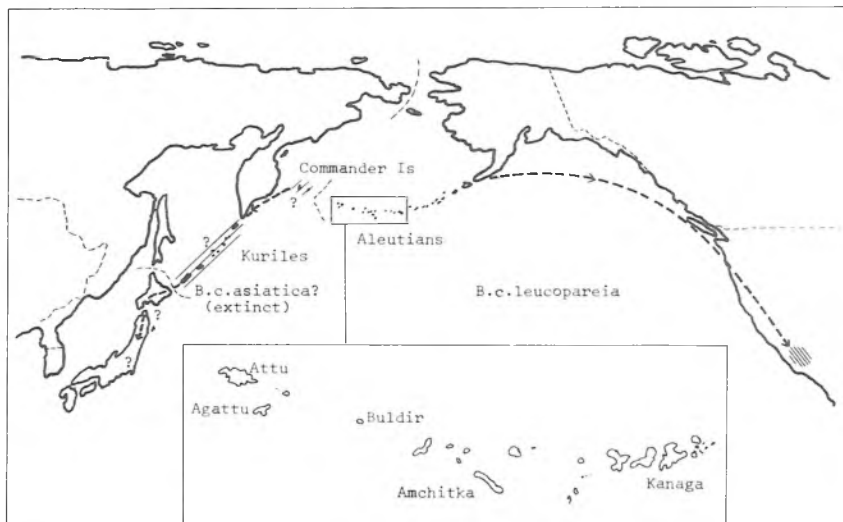 Commander Is
?
?
Kuriles
Aleutians
B.c.asiatica?
(extinct)
B.c.leucopareia
?
?
Attu
Agattu
Buldir
Amchitka
Kanaga